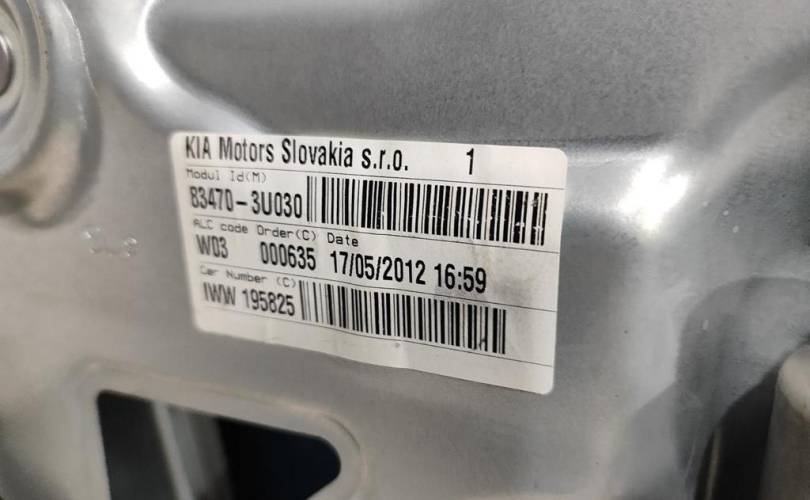 KIA Motors Slovakia s.r.o. 1
Modul Id(M)
83470-3U030
ALC code Order(C) Date
W03 000635 17/05/2012 16:59
Car Number (C)
IWW 195825